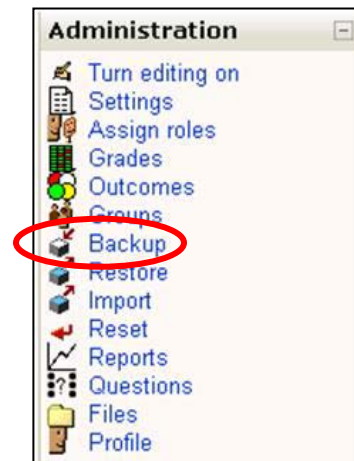 Administration
Turn editing on
Settings
Assign roles
Grades
Outcomes
Groups
Backup
Restore
Import
Reset
Reports
Questions
Files
Profile